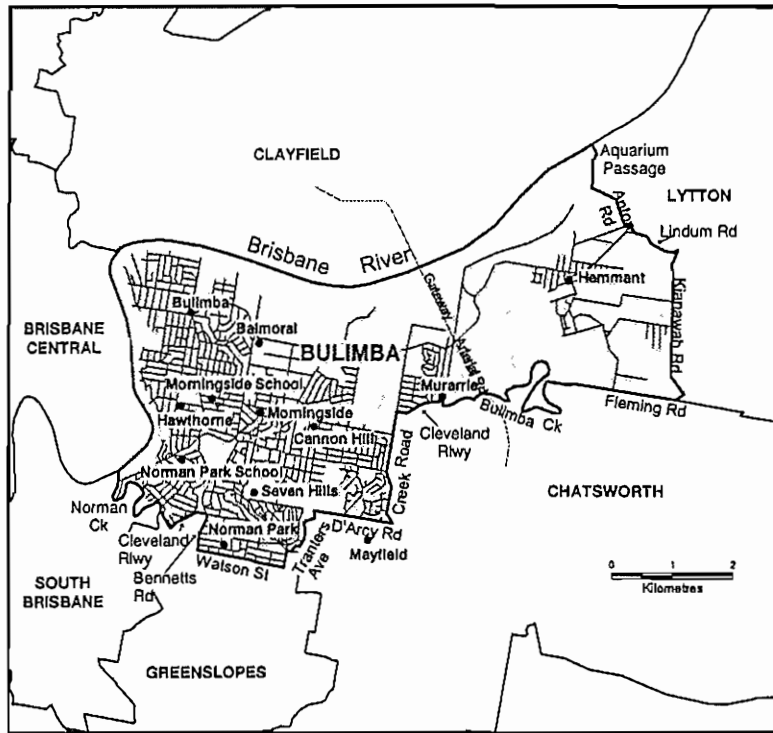 Aquarium
Passage
CLAYFIELD
LYTTON
Anton
Rd
Lindum Rd
Brisbane River
Hemmant
Gateway
Arterial Rd
Kianawah Rd
Bulimba
BRISBANE
CENTRAL
Balmoral
BULIMBA
Morningside School
Murarrie
Hawthorne
Morningside
Bulimba Ck
Fleming Rd
Cannon Hill
Cleveland
Rlwy
Creek Road
Norman Park School
Seven Hills
CHATSWORTH
Norman
Ck
Norman Park
D'Arcy Rd
Cleveland
Rlwy
Tranters
Ave
Mayfield
Bennetts
Rd
Watson St
SOUTH
BRISBANE
0 1 2
Kilometres
GREENSLOPES